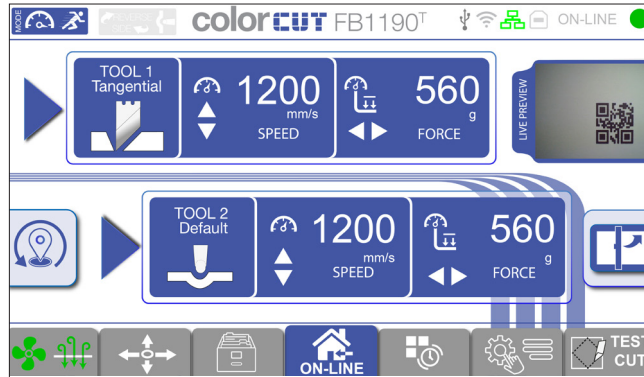 MODE
colorCUT FB1190T
ON-LINE
TOOL 1
Tangential
1200
mm/s
SPEED
560
g
FORCE
LIVE PREVIEW
TOOL 2
Default
1200
mm/s
SPEED
560
g
FORCE
ON-LINE
TEST
CUT